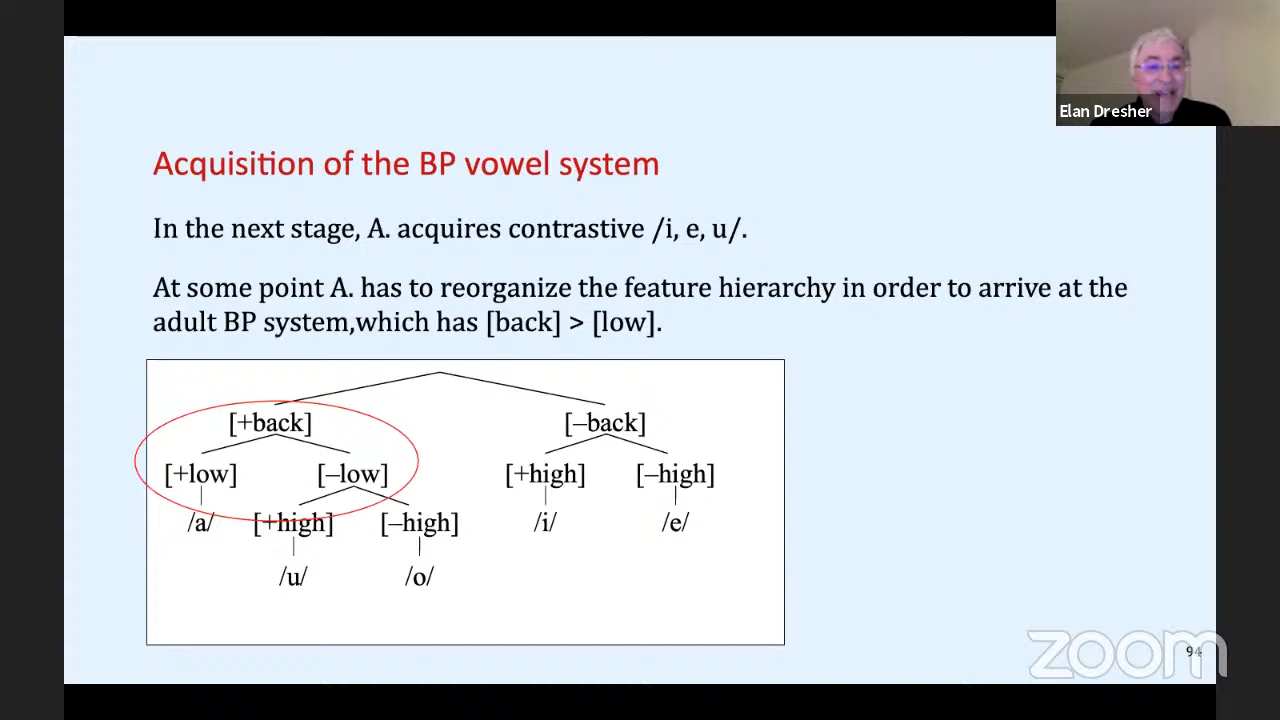 Elan Dresher
Acquisition of the BP vowel system
In the next stage, A. acquires contrastive /i, e, u/.
At some point A. has to reorganize the feature hierarchy in order to arrive at the
adult BP system,which has [back] > [low].
[+back] [–back]
[+low] [–low] [+high] [–high]
/a/ [+high] [–high] /i/ /e/
/u/ /o/
zoom
94